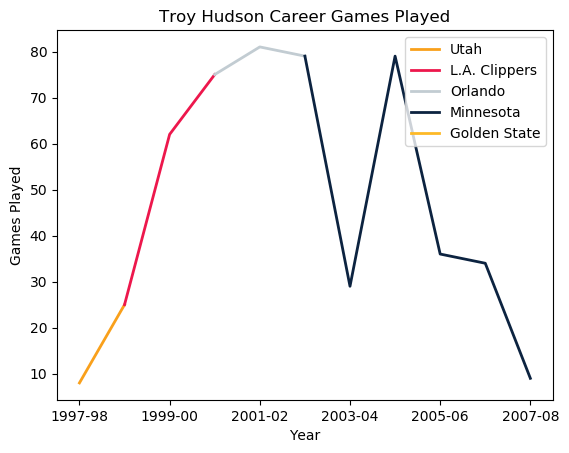 Troy Hudson Career Games Played
Utah
L.A. Clippers
Orlando
Minnesota
Golden State
Games Played
80
70
60
50
40
30
20
10
1997-98 1999-00 2001-02 2003-04 2005-06 2007-08
Year